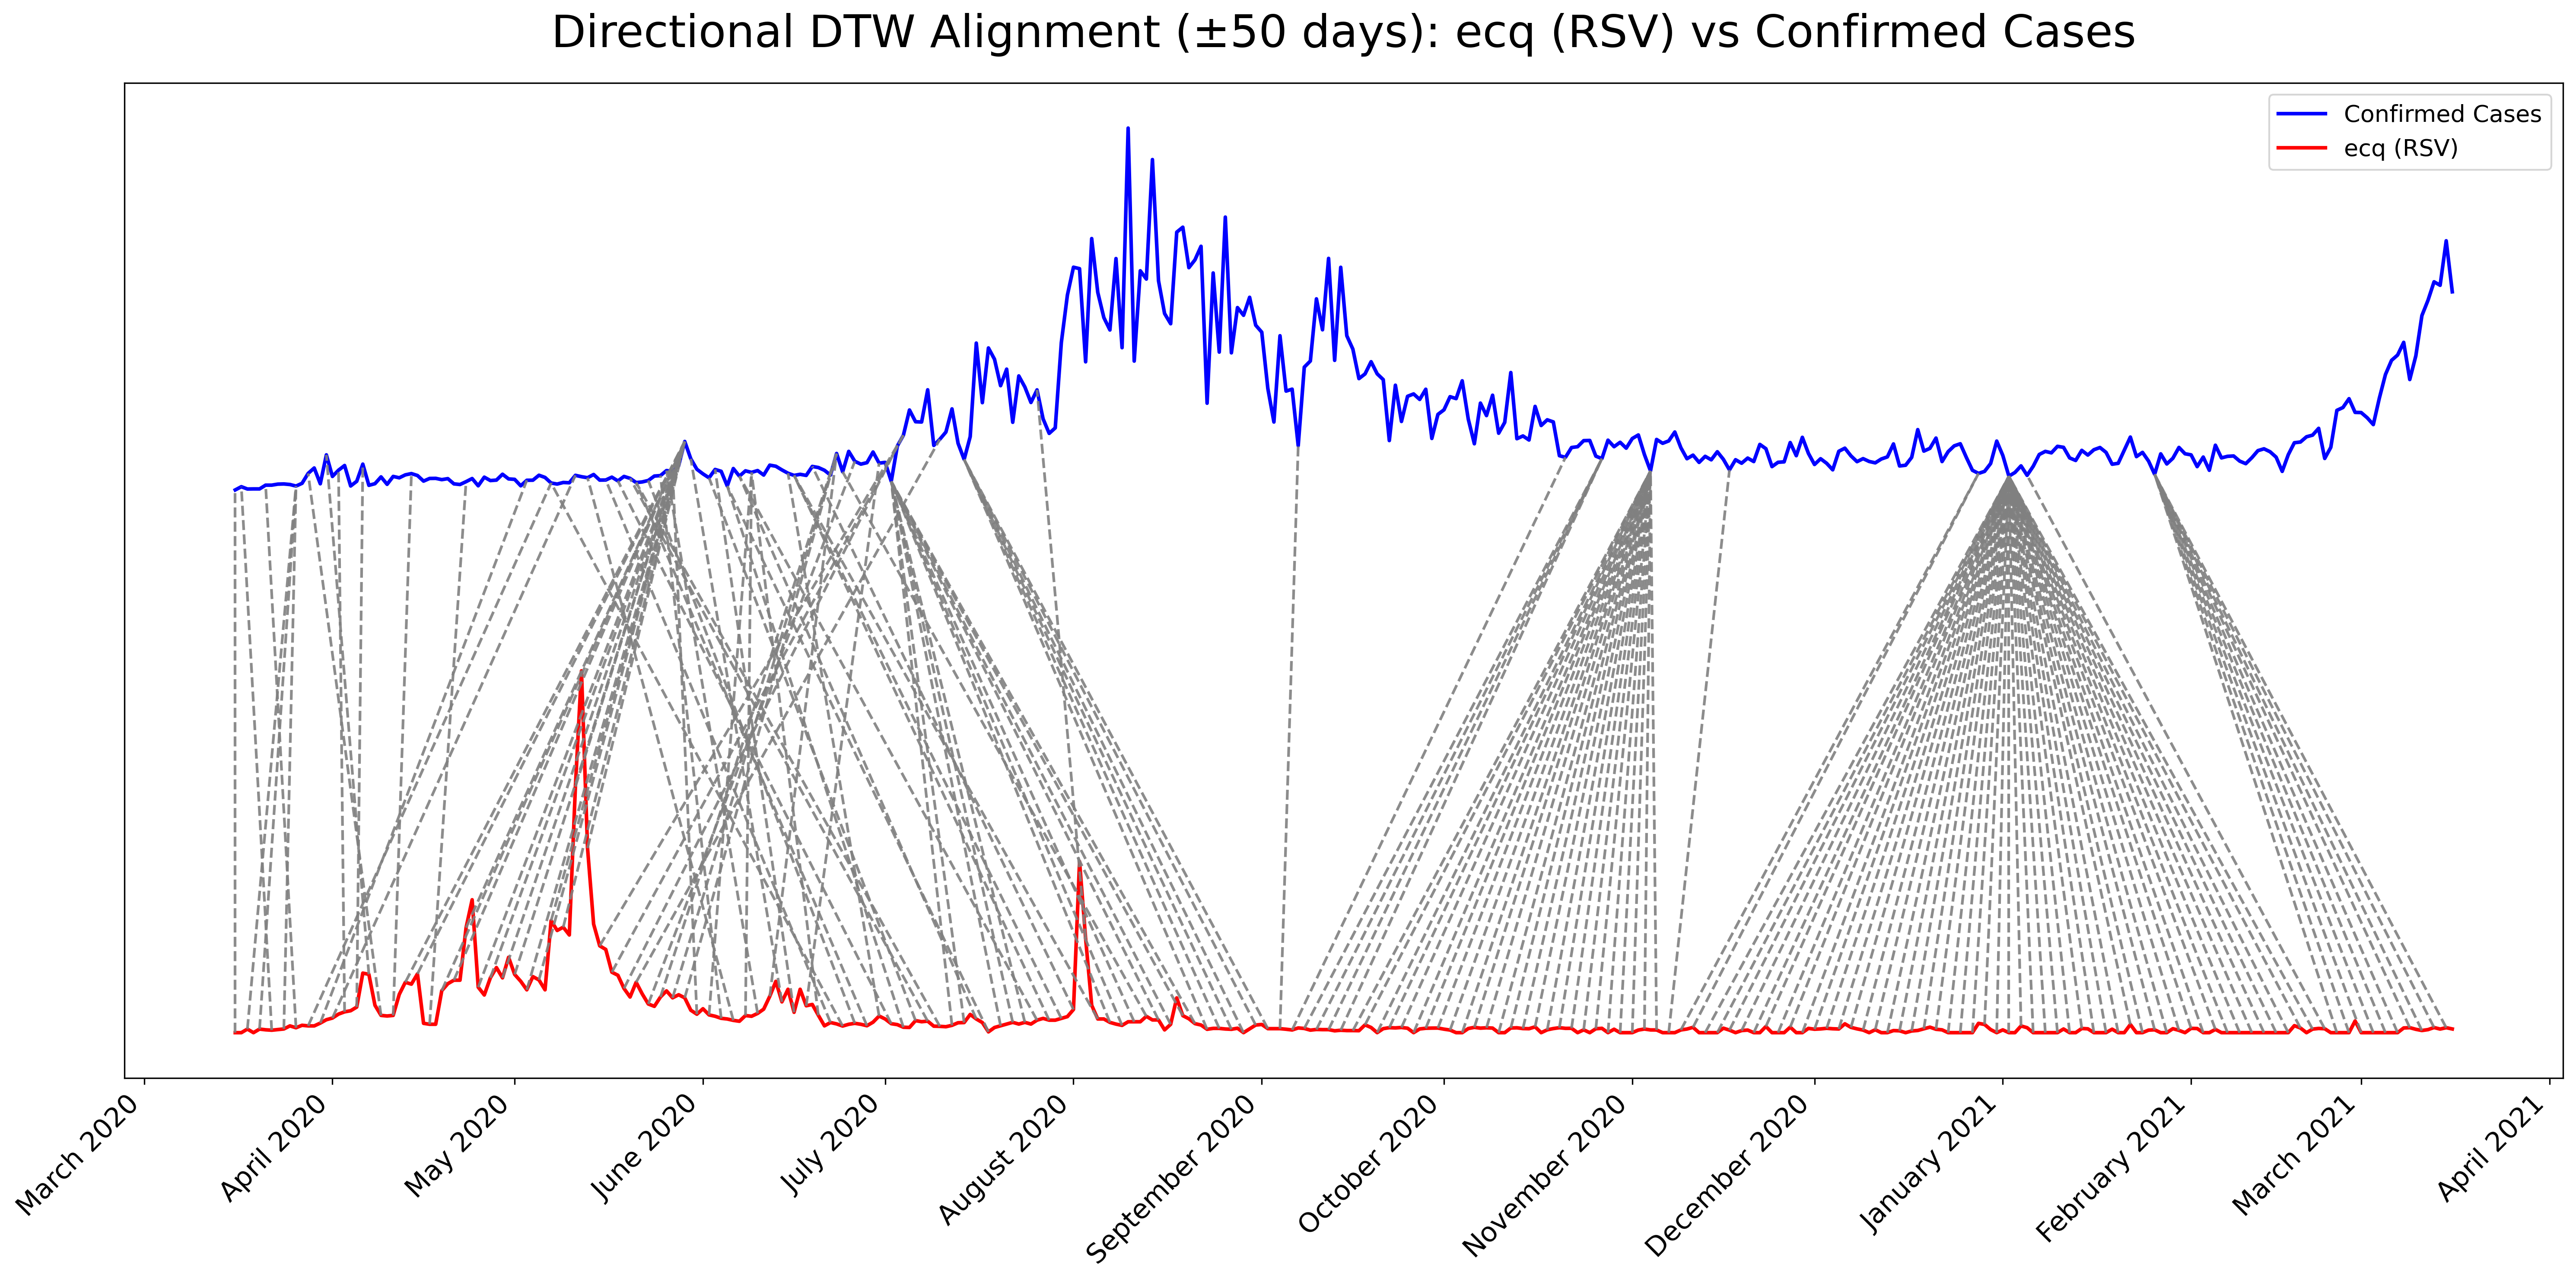 Directional DTW Alignment (±50 days): ecq (RSV) vs Confirmed Cases
Confirmed Cases
ecq (RSV)
March 2020
April 2020
May 2020
June 2020
July 2020
August 2020
September 2020
October 2020
November 2020
December 2020
January 2021
February 2021
March 2021
April 2021